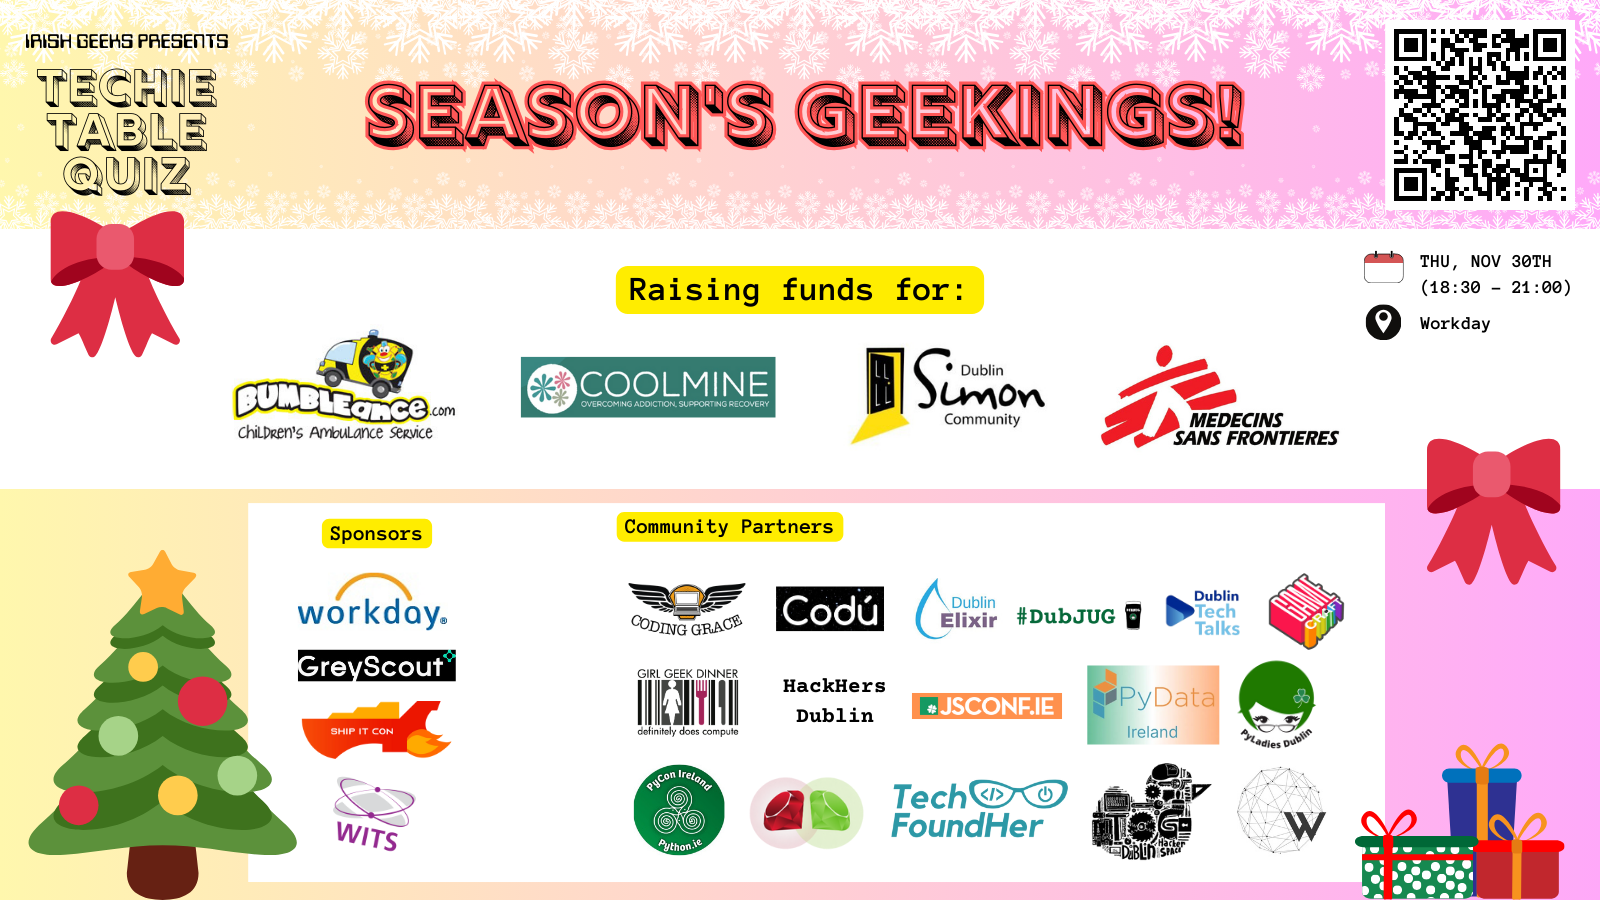 IRISH GEEKS PRESENTS
TECHIE
TABLE
QUIZ
SEASON'S GEEKINGS!
THU, NOV 30TH
(18:30 - 21:00)
Workday
Raising funds for:
BUMBLEance.com
Children's Ambulance Service
COOLMINE
OVERCOMING ADDICTION, SUPPORTING RECOVERY
Dublin
Simon
Community
MEDECINS
SANS FRONTIERES
Sponsors
workday®
GreyScout
SHIP IT CON
WITS
Community Partners
CODING GRACE
Codú
Dublin
Elixir
#DubJUG
Dublin
Tech
Talks
GAME
CRAFT
GIRL GEEK DINNER
definitely does compute
HackHers
Dublin
JSCONF.IE
PyData
Ireland
PyLadies Dublin
PyCon Ireland
Python.ie
Tech
FoundHer
TOG
Dublin Hacker
SPACE
W